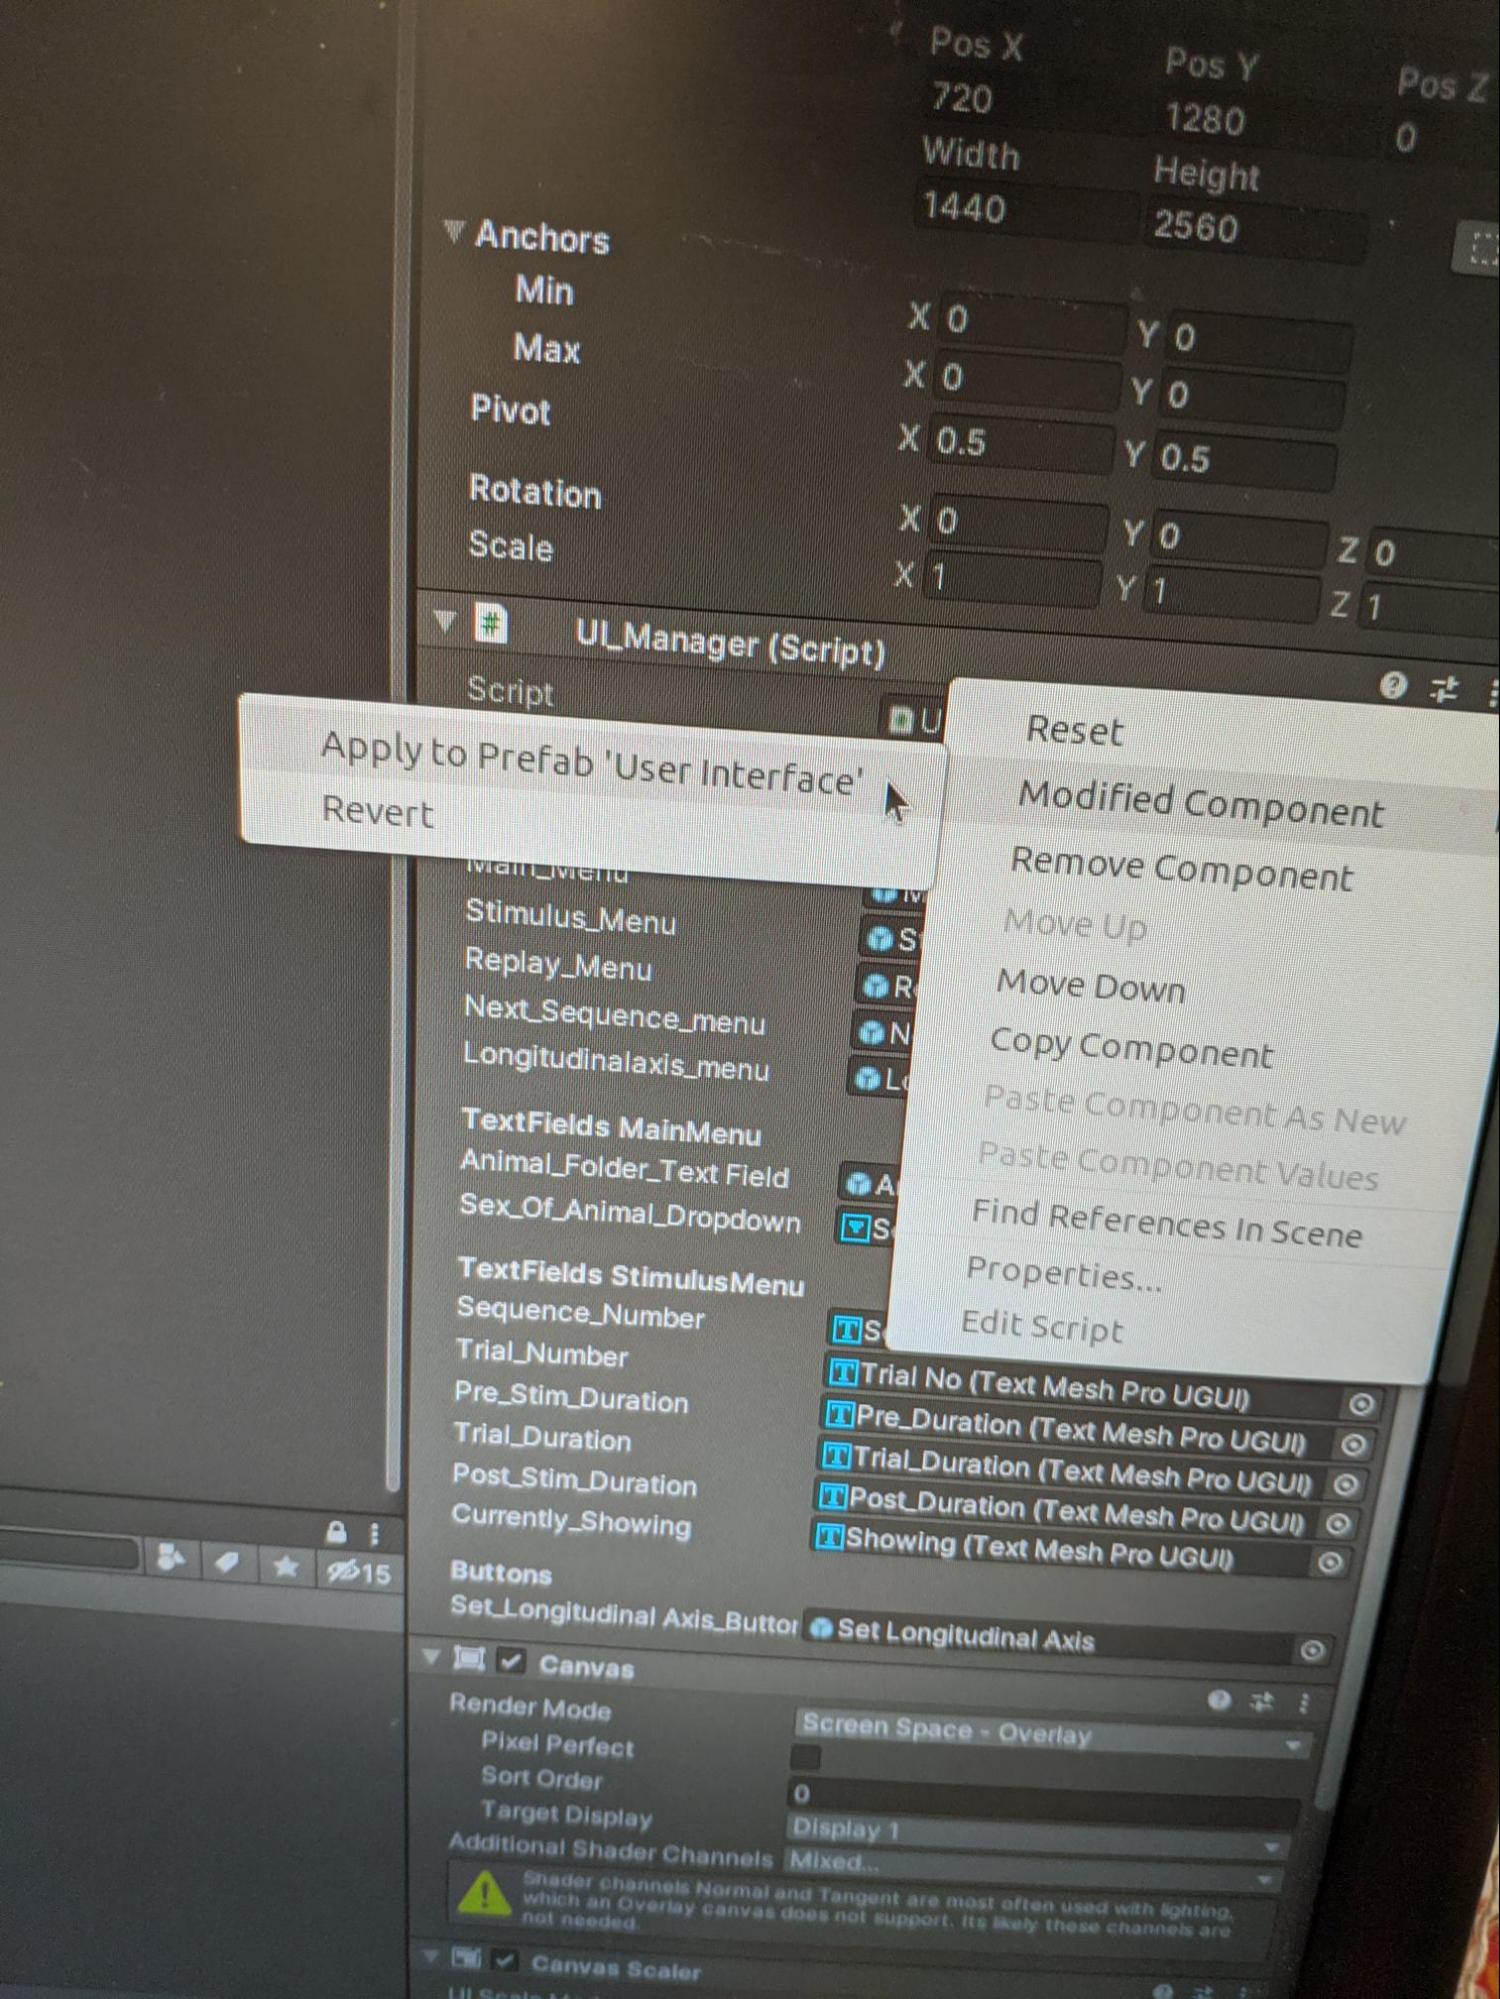 Pos X Pos Y Pos Z
720 1280 0
Width Height
1440 2560
Anchors
Min X 0 Y 0
Max X 0 Y 0
Pivot X 0.5 Y 0.5
Rotation X 0 Y 0 Z 0
Scale X 1 Y 1 Z 1
# UI_Manager (Script)
Script U
Apply to Prefab 'User Interface'
Revert
Reset
Modified Component
Remove Component
Move Up
Move Down
Copy Component
Paste Component As New
Paste Component Values
Find References In Scene
Properties...
Edit Script
Main_Menu M
Stimulus_Menu S
Replay_Menu R
Next_Sequence_menu N
Longitudinalaxis_menu L
TextFields MainMenu
Animal_Folder_Text Field A
Sex_Of_Animal_Dropdown S
TextFields StimulusMenu
Sequence_Number T S
Trial_Number T Trial No (Text Mesh Pro UGUI)
Pre_Stim_Duration T Pre_Duration (Text Mesh Pro UGUI)
Trial_Duration T Trial_Duration (Text Mesh Pro UGUI)
Post_Stim_Duration T Post_Duration (Text Mesh Pro UGUI)
Currently_Showing T Showing (Text Mesh Pro UGUI)
15
Buttons
Set_Longitudinal Axis_Buttor Set Longitudinal Axis
Canvas
Render Mode Screen Space - Overlay
Pixel Perfect
Sort Order 0
Target Display Display 1
Additional Shader Channels Mixed...
Shader channels Normal and Tangent are most often used with lighting,
which an Overlay canvas does not support. Its likely these channels are
not needed.
Canvas Scaler